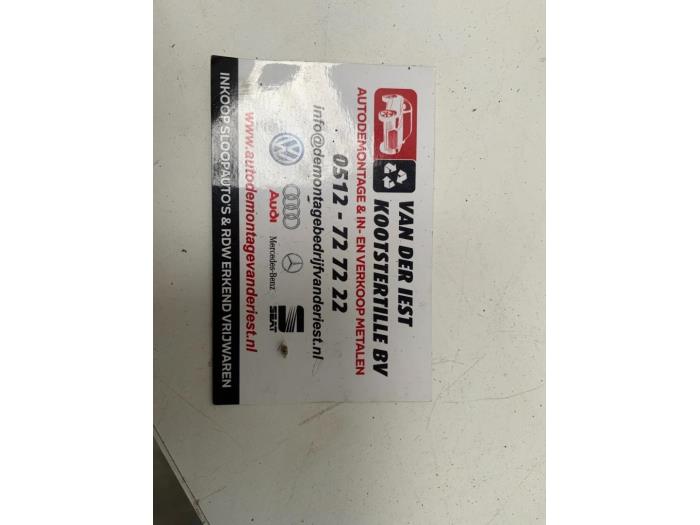 VAN DER IEST
KOOTSTERTILLE BV
AUTODEMONTAGE & IN- EN VERKOOP METALEN
0512 - 72 72 22
info@demontagebedrijfvanderiest.nl
Audi
Mercedes-Benz
SEAT
www.autodemontagevanderiest.nl
INKOOP SLOOPAUTO'S & RDW ERKEND VRIJWAREN